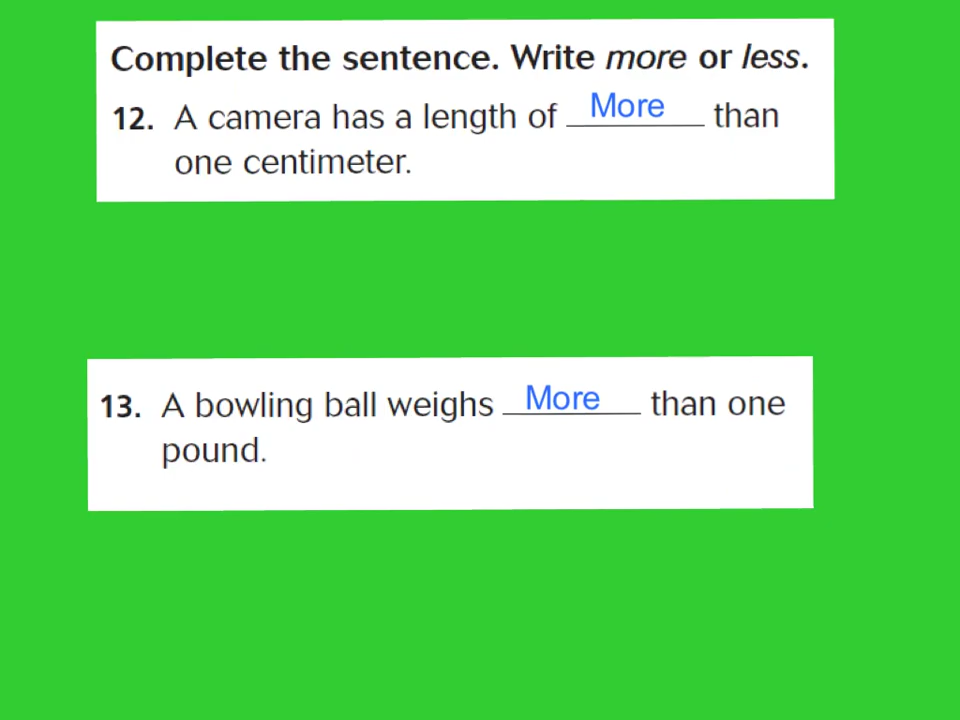 Complete the sentence. Write more or less.
12. A camera has a length of More than
one centimeter.
13. A bowling ball weighs More than one
pound.